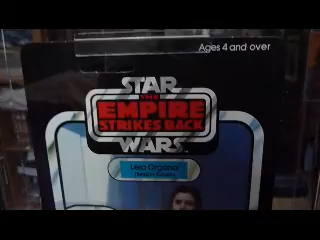 Ages 4 and over
STAR
THE
EMPIRE
STRIKES BACK
WARS
Leia Organa